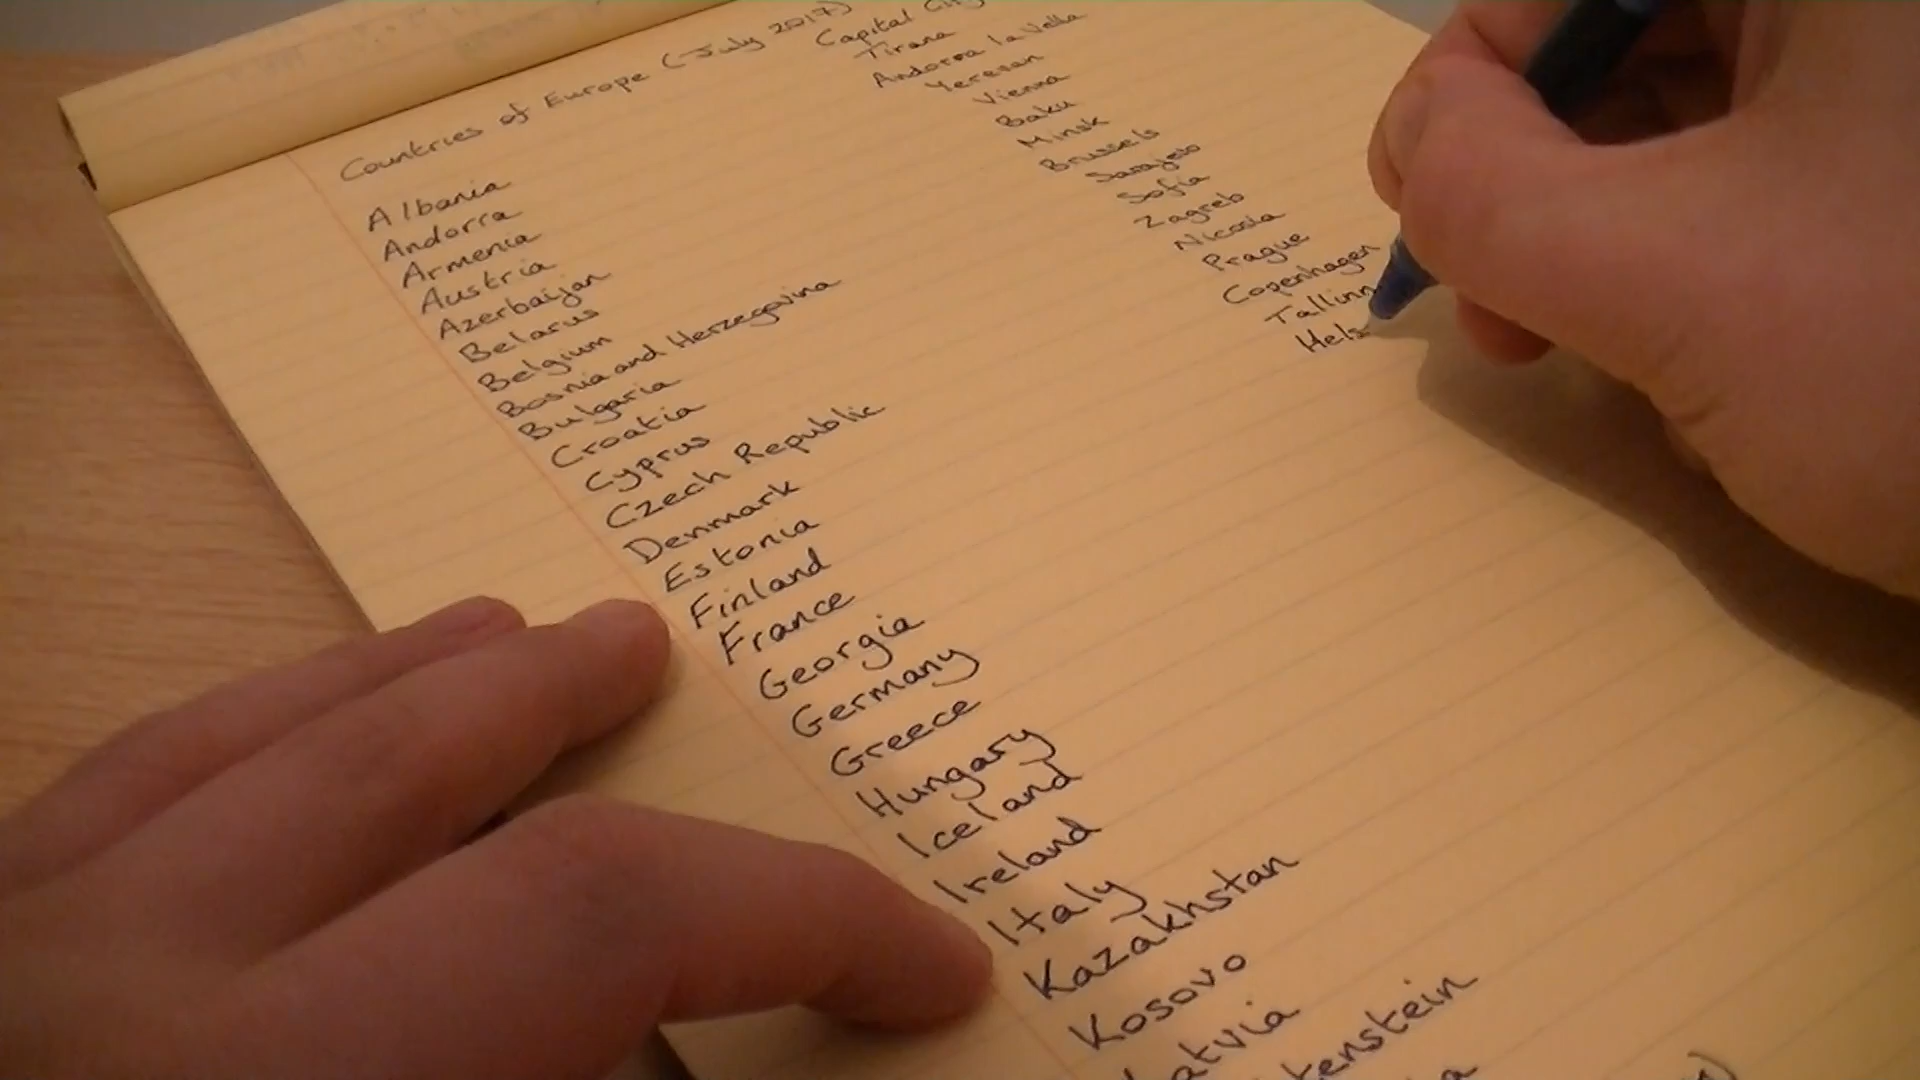 Countries of Europe (-July 2017) Capital City
Albania Tirana
Andorra Andorra la Vella
Armenia Yerevan
Austria Vienna
Azerbaijan Baku
Belarus Minsk
Belgium Brussels
Bosnia and Herzegovina Sarajevo
Bulgaria Sofia
Croatia Zagreb
Cyprus Nicosia
Czech Republic Prague
Denmark Copenhagen
Estonia Tallinn
Finland Hels
France
Georgia
Germany
Greece
Hungary
Iceland
Ireland
Italy
Kazakhstan
Kosovo
atvia
tenstein